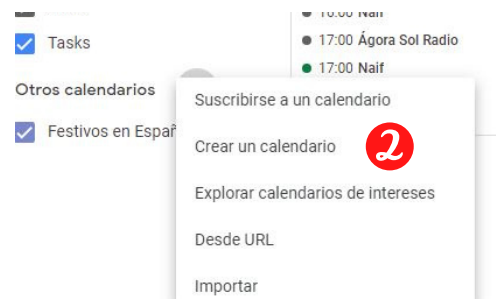 16:00 Naif
Tasks
17:00 Ágora Sol Radio
17:00 Naif
Otros calendarios
Suscribirse a un calendario
Festivos en Españ
Crear un calendario
2
Explorar calendarios de intereses
Desde URL
Importar